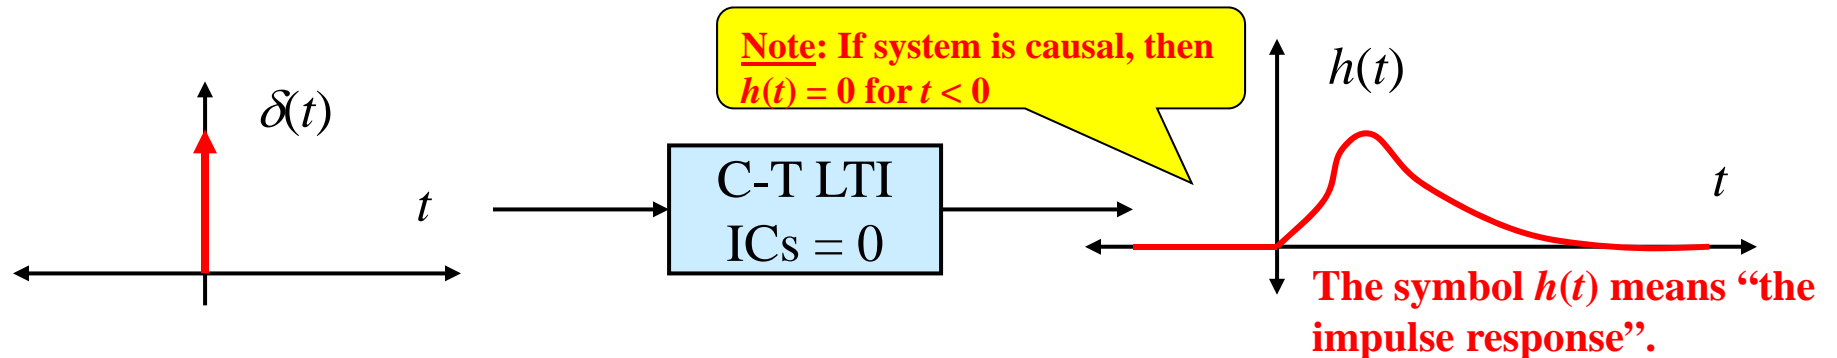 Note: If system is causal, then
h(t) = 0 for t < 0
δ(t)
t
C-T LTI
ICs = 0
h(t)
t
The symbol h(t) means “the
impulse response”.